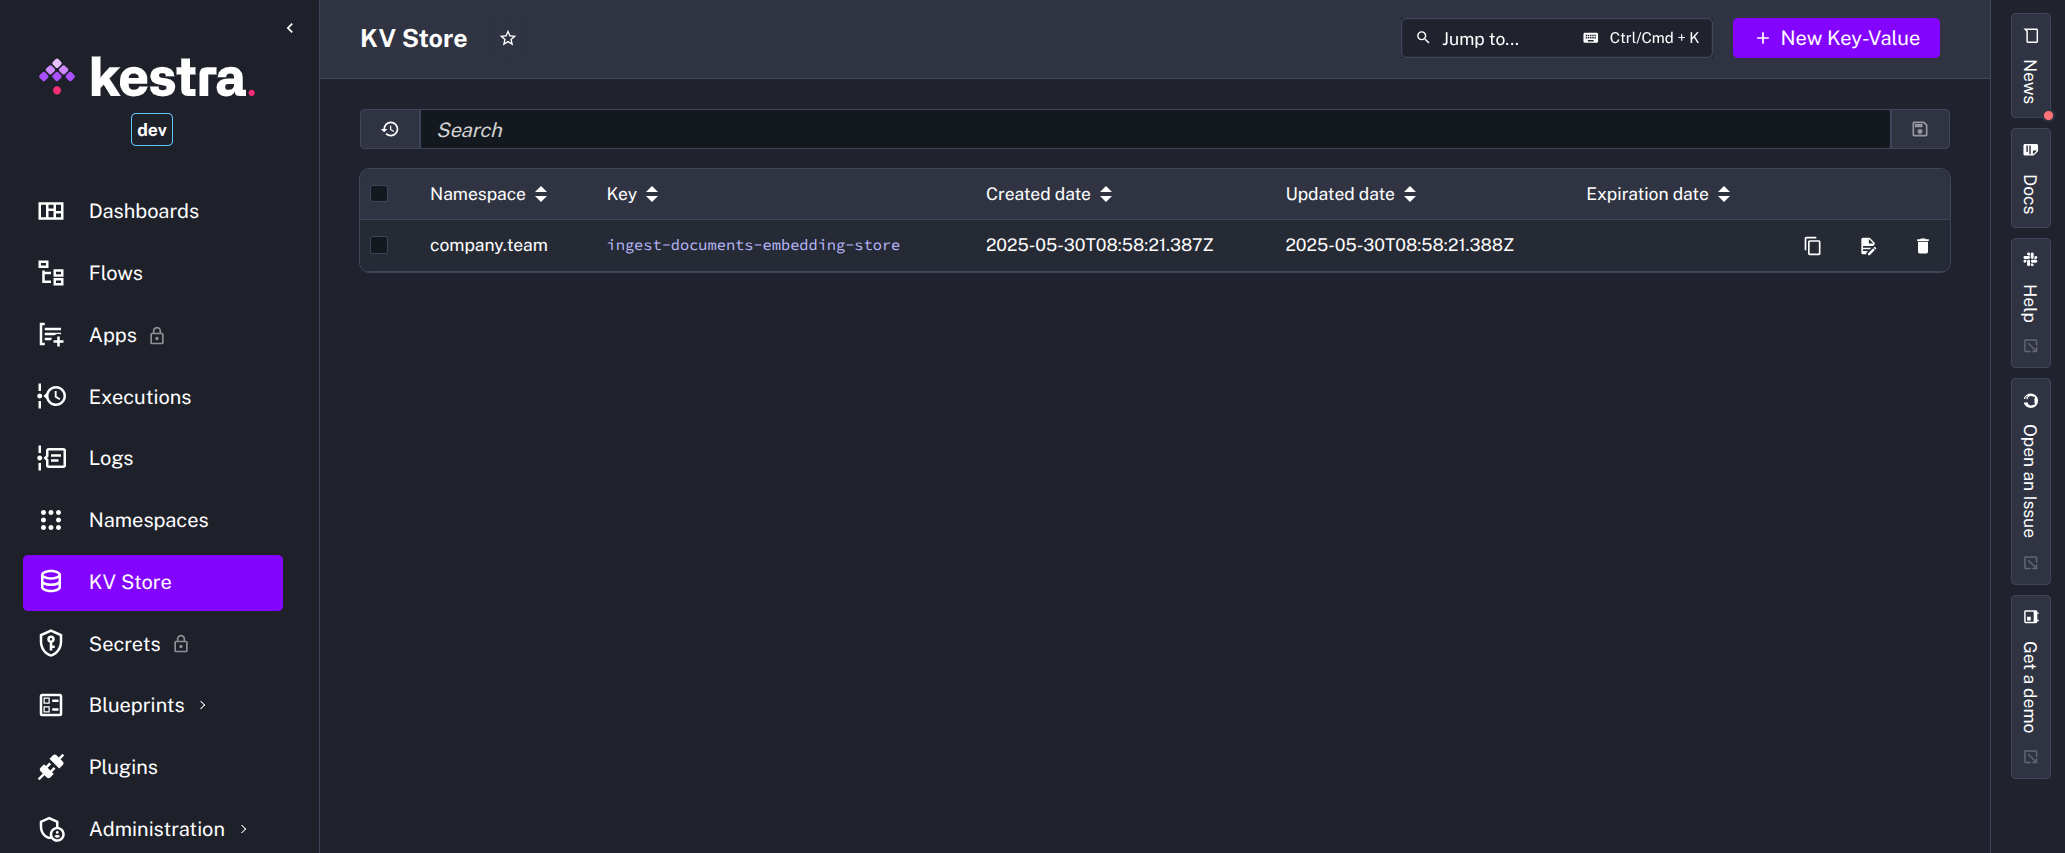 kestra.
dev
Dashboards
Flows
Apps
Executions
Logs
Namespaces
KV Store
Secrets
Blueprints
Plugins
Administration
KV Store
Jump to...
Ctrl/Cmd + K
New Key-Value
Search
Namespace Key Created date Updated date Expiration date
company.team ingest-documents-embedding-store 2025-05-30T08:58:21.387Z 2025-05-30T08:58:21.388Z
News
Docs
Help
Open an Issue
Get a demo